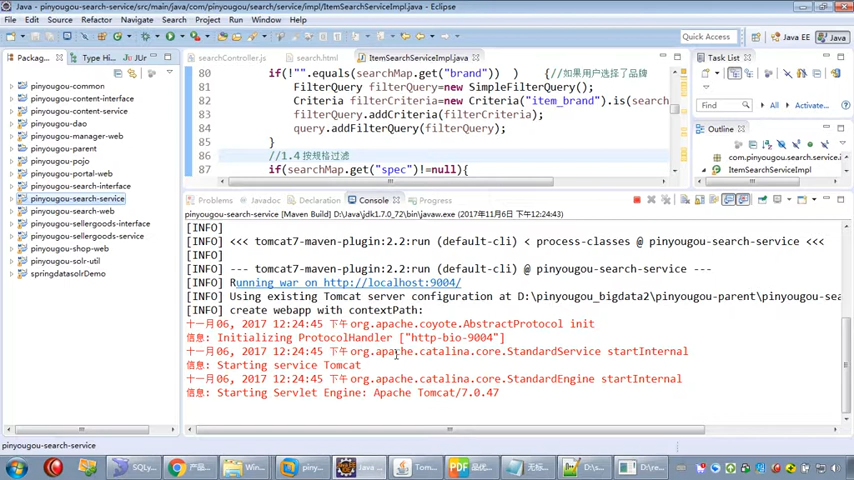 Java - pinyougou-search-service/src/main/java/com/pinyougou/search/service/impl/ItemSearchServiceImpl.java - Eclipse
File Edit Source Refactor Navigate Search Project Run Window Help
Quick Access
Java EE
Java
Packag...
Type Hi...
JUr
searchController.js
search.html
ItemSearchServiceImpl.java
Task List
80 if(!"".equals(searchMap.get("brand")) ) {//如果用户选择了品牌
81 FilterQuery filterQuery=new SimpleFilterQuery();
82 Criteria filterCriteria=new Criteria("item_brand").is(search
83 filterQuery.addCriteria(filterCriteria);
84 query.addFilterQuery(filterQuery);
85 }
86 //1.4 按规格过滤
87 if(searchMap.get("spec")!=null){
Find
All
Activate...
Outline
com.pinyougou.search.service.i
ItemSearchServiceImpl
pinyougou-common
pinyougou-content-interface
pinyougou-content-service
pinyougou-dao
pinyougou-manager-web
pinyougou-parent
pinyougou-pojo
pinyougou-portal-web
pinyougou-search-interface
pinyougou-search-service
pinyougou-search-web
pinyougou-sellergoods-interface
pinyougou-sellergoods-service
pinyougou-shop-web
pinyougou-solr-util
springdatasolrDemo
Problems
Javadoc
Declaration
Console
Progress
pinyougou-search-service [Maven Build] D:\Java\jdk1.7.0_72\bin\javaw.exe (2017年11月6日 下午12:24:43)
[INFO]
[INFO] <<< tomcat7-maven-plugin:2.2:run (default-cli) < process-classes @ pinyougou-search-service <<<
[INFO]
[INFO] --- tomcat7-maven-plugin:2.2:run (default-cli) @ pinyougou-search-service ---
[INFO] Running war on http://localhost:9004/
[INFO] Using existing Tomcat server configuration at D:\pinyougou_bigdata2\pinyougou-parent\pinyougou-sea
[INFO] create webapp with contextPath:
十一月 06, 2017 12:24:45 下午 org.apache.coyote.AbstractProtocol init
信息: Initializing ProtocolHandler ["http-bio-9004"]
十一月 06, 2017 12:24:45 下午 org.apache.catalina.core.StandardService startInternal
信息: Starting service Tomcat
十一月 06, 2017 12:24:45 下午 org.apache.catalina.core.StandardEngine startInternal
信息: Starting Servlet Engine: Apache Tomcat/7.0.47
pinyougou-search-service
SQLy...
产品...
Win...
piny...
Java ...
Tom...
品优...
无标...
D:\s...
D:\re...